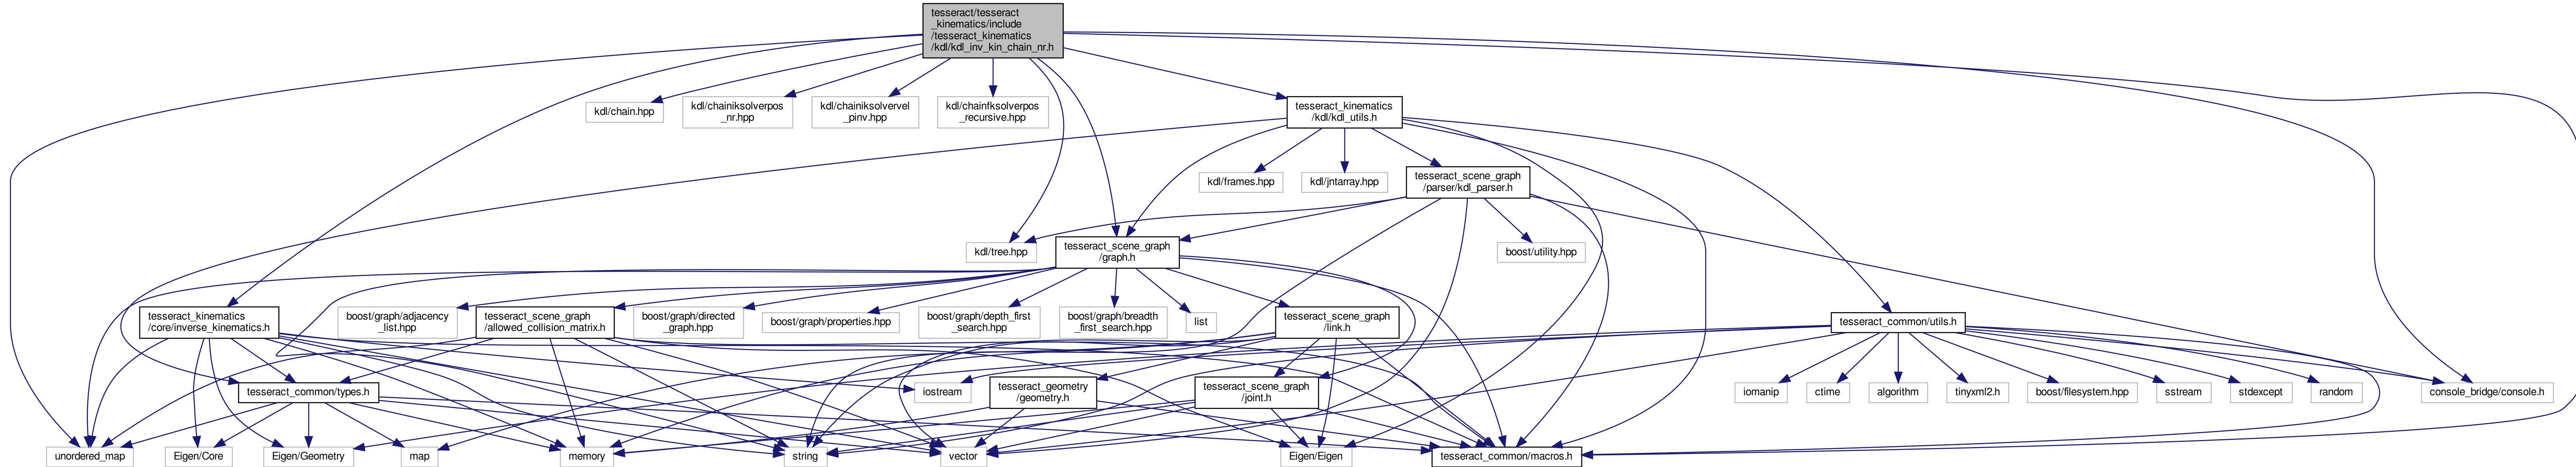 tesseract/tesseract
_kinematics/include
/tesseract_kinematics
/kdl/kdl_inv_kin_chain_nr.h
kdl/chain.hpp
kdl/chainiksolverpos
_nr.hpp
kdl/chainiksolvervel
_pinv.hpp
kdl/chainfksolverpos
_recursive.hpp
tesseract_kinematics
/kdl/kdl_utils.h
kdl/frames.hpp
kdl/jntarray.hpp
tesseract_scene_graph
/parser/kdl_parser.h
kdl/tree.hpp
tesseract_scene_graph
/graph.h
boost/utility.hpp
tesseract_kinematics
/core/inverse_kinematics.h
boost/graph/adjacency
_list.hpp
tesseract_scene_graph
/allowed_collision_matrix.h
boost/graph/directed
_graph.hpp
boost/graph/properties.hpp
boost/graph/depth_first
_search.hpp
boost/graph/breadth
_first_search.hpp
list
tesseract_scene_graph
/link.h
tesseract_common/utils.h
tesseract_common/types.h
iostream
tesseract_geometry
/geometry.h
tesseract_scene_graph
/joint.h
iomanip
ctime
algorithm
tinyxml2.h
boost/filesystem.hpp
sstream
stdexcept
random
console_bridge/console.h
unordered_map
Eigen/Core
Eigen/Geometry
map
memory
string
vector
Eigen/Eigen
tesseract_common/macros.h